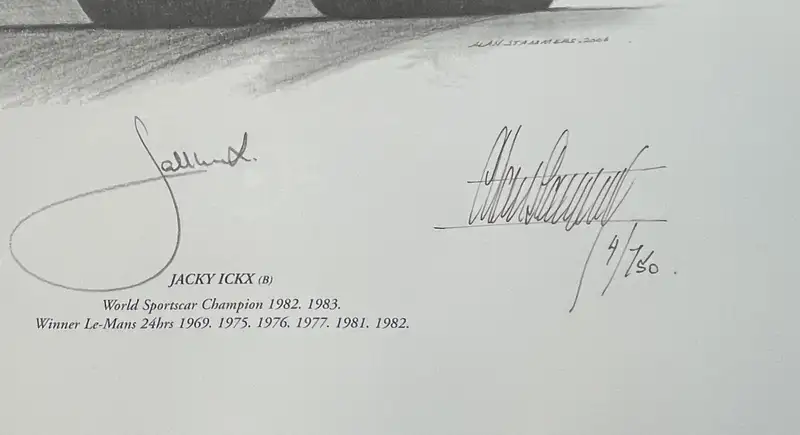 ALAN STAMMERS. 2006
4/750.
JACKY ICKX (B)
World Sportscar Champion 1982. 1983.
Winner Le-Mans 24hrs 1969. 1975. 1976. 1977. 1981. 1982.